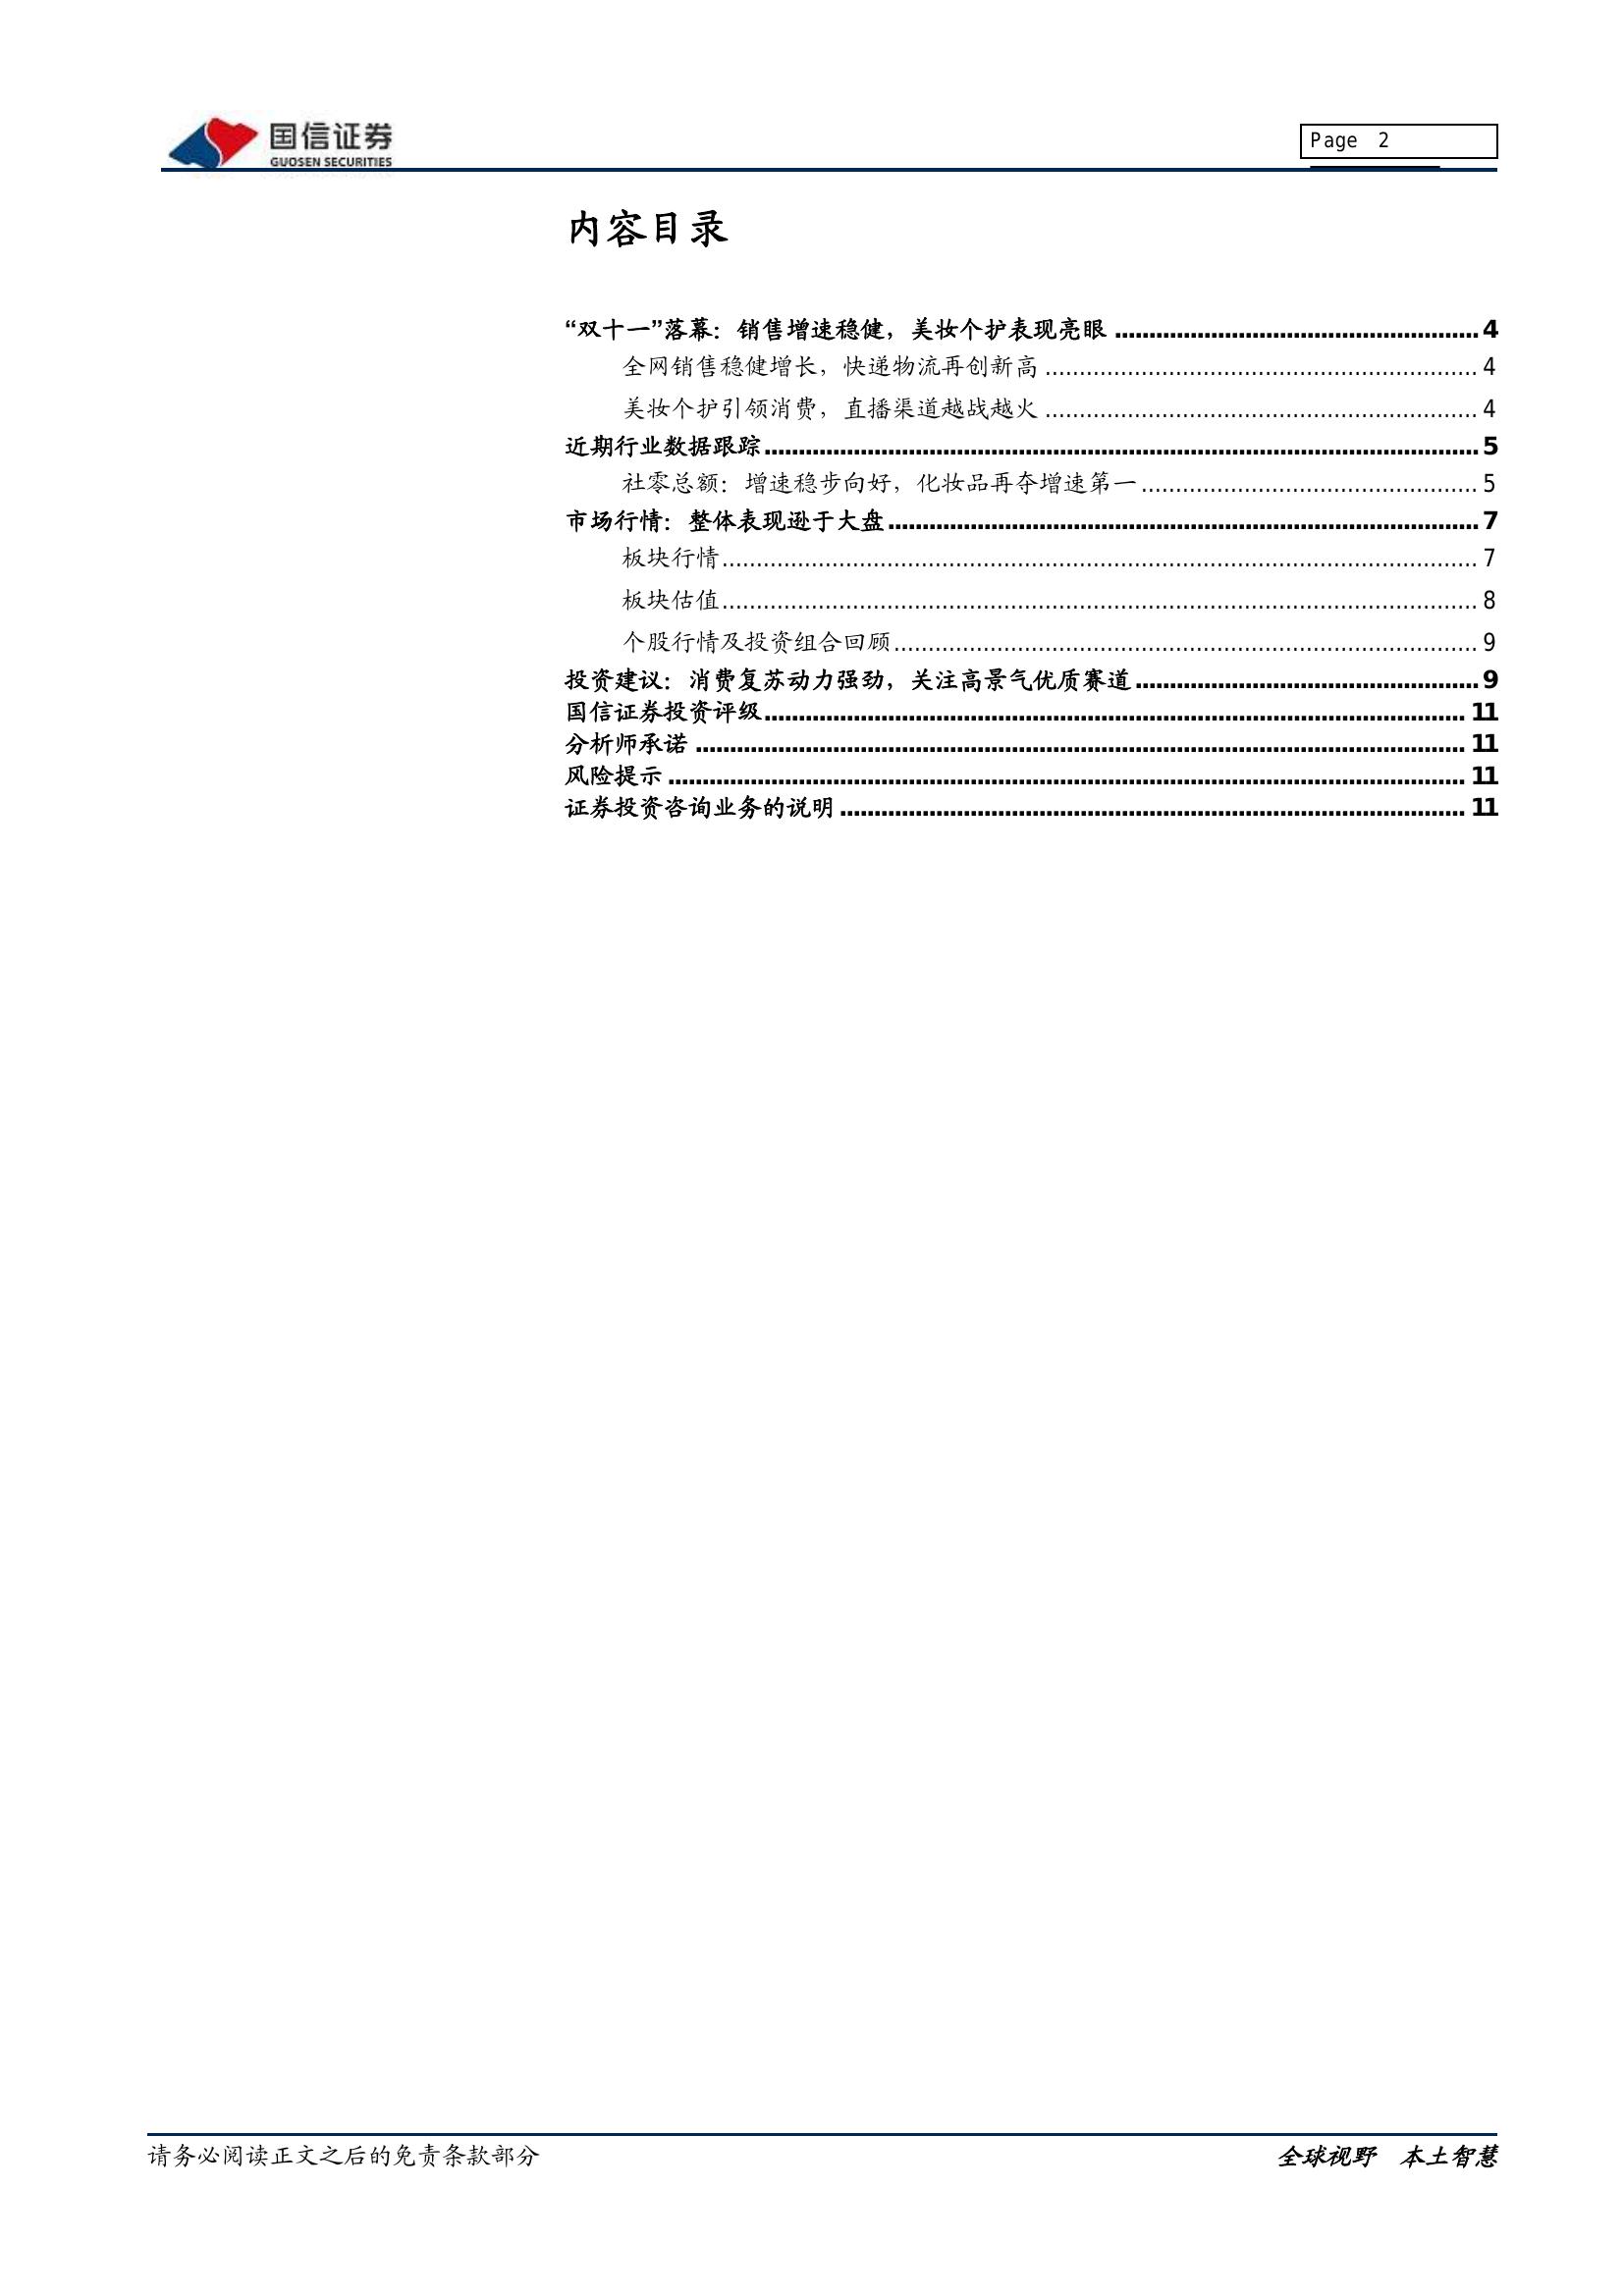 国信证券
GUOSEN SECURITIES
Page 2
内容目录
“双十一”落幕：销售增速稳健，美妆个护表现亮眼 ........ 4
全网销售稳健增长，快递物流再创新高 ........ 4
美妆个护引领消费，直播渠道越战越火 ........ 4
近期行业数据跟踪 ........ 5
社零总额：增速稳步向好，化妆品再夺增速第一 ........ 5
市场行情：整体表现逊于大盘 ........ 7
板块行情 ........ 7
板块估值 ........ 8
个股行情及投资组合回顾 ........ 9
投资建议：消费复苏动力强劲，关注高景气优质赛道 ........ 9
国信证券投资评级 ........ 11
分析师承诺 ........ 11
风险提示 ........ 11
证券投资咨询业务的说明 ........ 11
请务必阅读正文之后的免责条款部分
全球视野 本土智慧